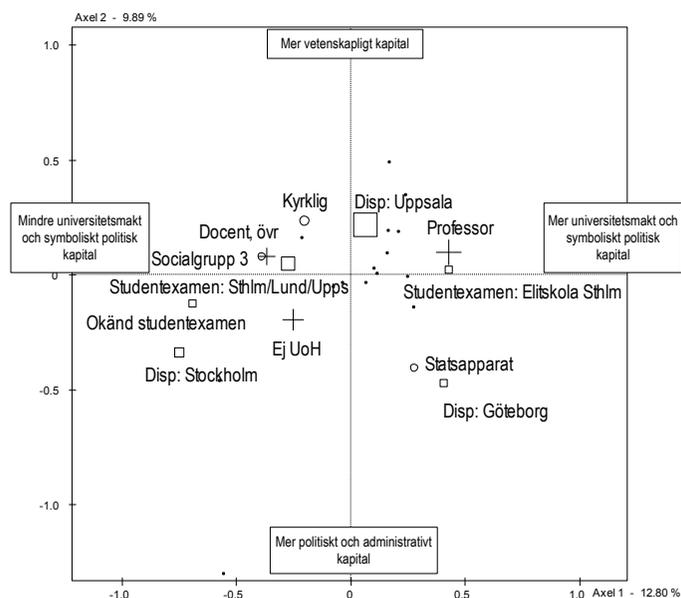 Axel 2 - 9.89 %
1.0
Mer vetenskapligt kapital
0.5
Kyrklig
Disp: Uppsala
Mindre universitetsmakt
och symboliskt politisk
kapital
Mer universitetsmakt och
symboliskt politisk
kapital
Docent, övr
Professor
Socialgrupp 3
0
Studentexamen: Sthlm/Lund/Upps
Studentexamen: Elitskola Sthlm
Okänd studentexamen
Ej UoH
Statsapparat
Disp: Stockholm
-0.5
Disp: Göteborg
-1.0
Mer politiskt och administrativt
kapital
-1.0 -0.5 0 0.5 1.0 Axel 1 - 12.80 %